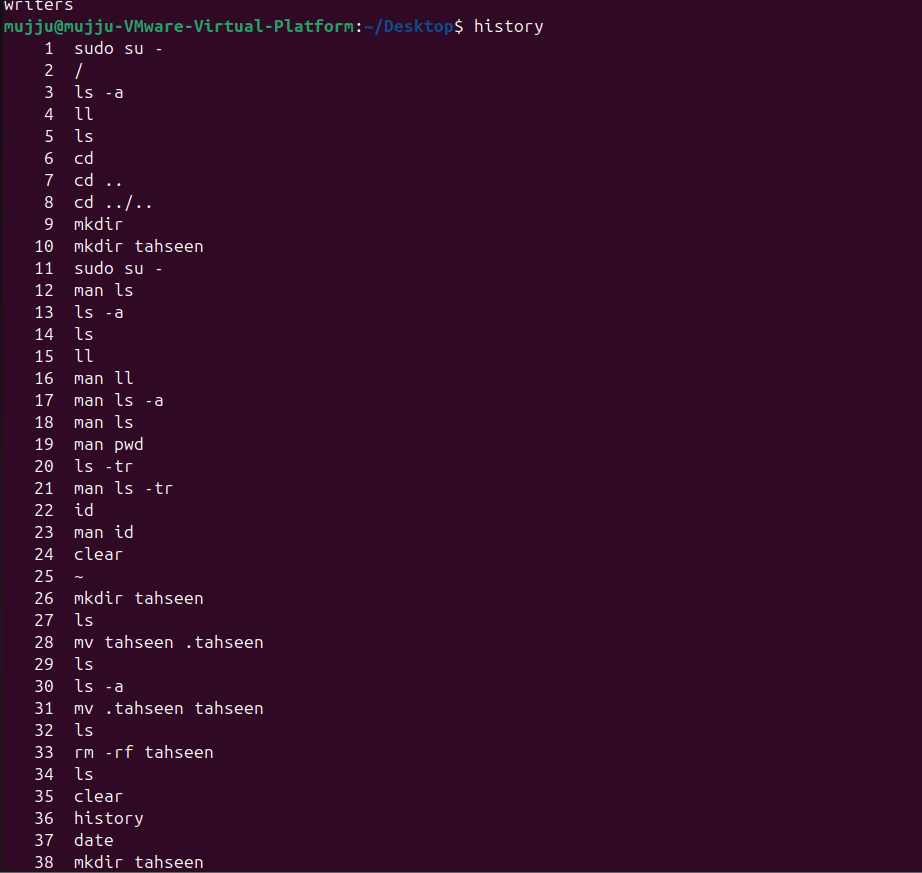 writers
mujju@mujju-VMware-Virtual-Platform:~/Desktop$ history
1 sudo su -
2 /
3 ls -a
4 ll
5 ls
6 cd
7 cd ..
8 cd ../..
9 mkdir
10 mkdir tahseen
11 sudo su -
12 man ls
13 ls -a
14 ls
15 ll
16 man ll
17 man ls -a
18 man ls
19 man pwd
20 ls -tr
21 man ls -tr
22 id
23 man id
24 clear
25 ~
26 mkdir tahseen
27 ls
28 mv tahseen .tahseen
29 ls
30 ls -a
31 mv .tahseen tahseen
32 ls
33 rm -rf tahseen
34 ls
35 clear
36 history
37 date
38 mkdir tahseen